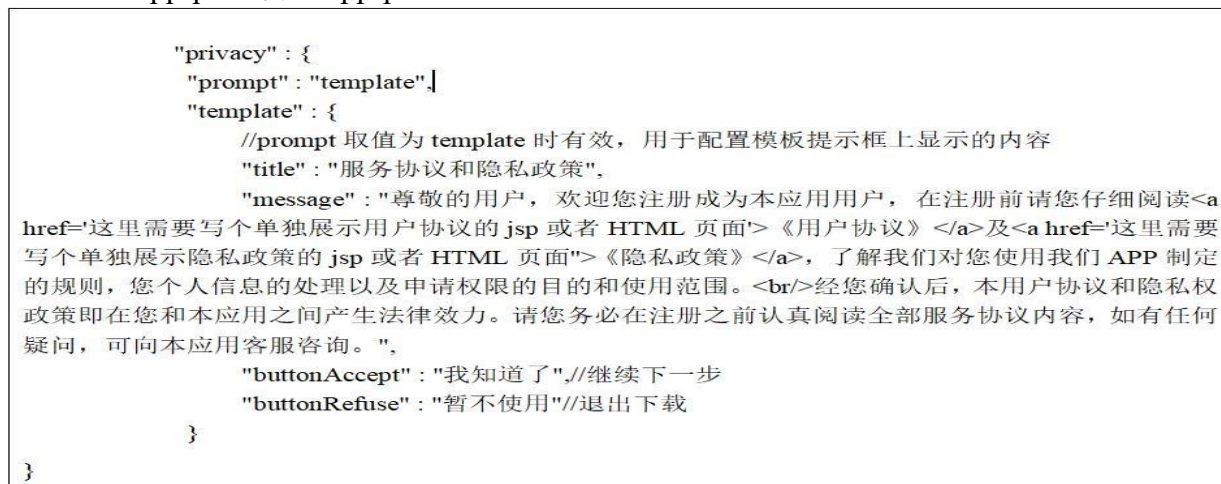 "privacy" : {
"prompt" : "template",
"template" : {
//prompt 取值为 template 时有效，用于配置模板提示框上显示的内容
"title" : "服务协议和隐私政策",
"message" : "尊敬的用户，欢迎您注册成为本应用用户，在注册前请您仔细阅读<a
href='这里需要写个单独展示用户协议的 jsp 或者 HTML 页面'>《用户协议》</a>及<a href='这里需要
写个单独展示隐私政策的 jsp 或者 HTML 页面">《隐私政策》</a>，了解我们对您使用我们 APP 制定
的规则，您个人信息的处理以及申请权限的目的和使用范围。<br/>经您确认后，本用户协议和隐私权
政策即在您和本应用之间产生法律效力。请您务必在注册之前认真阅读全部服务协议内容，如有任何
疑问，可向本应用客服咨询。",
"buttonAccept" : "我知道了",//继续下一步
"buttonRefuse" : "暂不使用"//退出下载
}
}